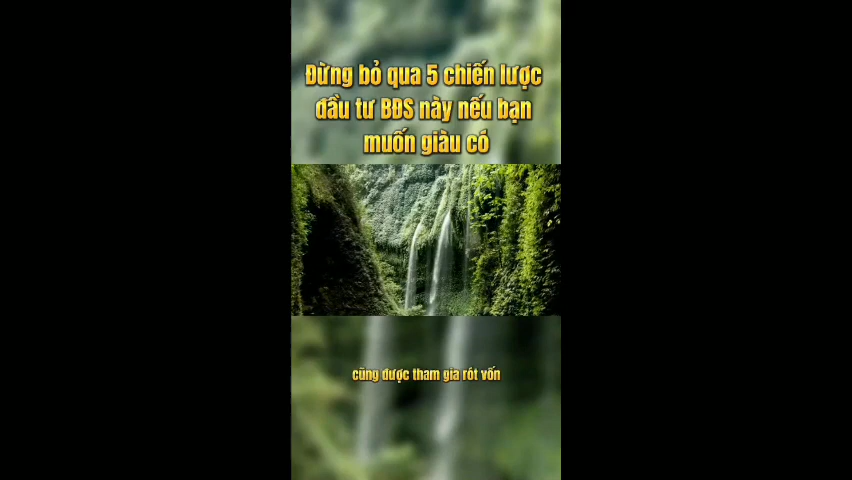 Đừng bỏ qua 5 chiến lược
đầu tư BĐS này nếu bạn
muốn giàu có
cũng được tham gia rót vốn